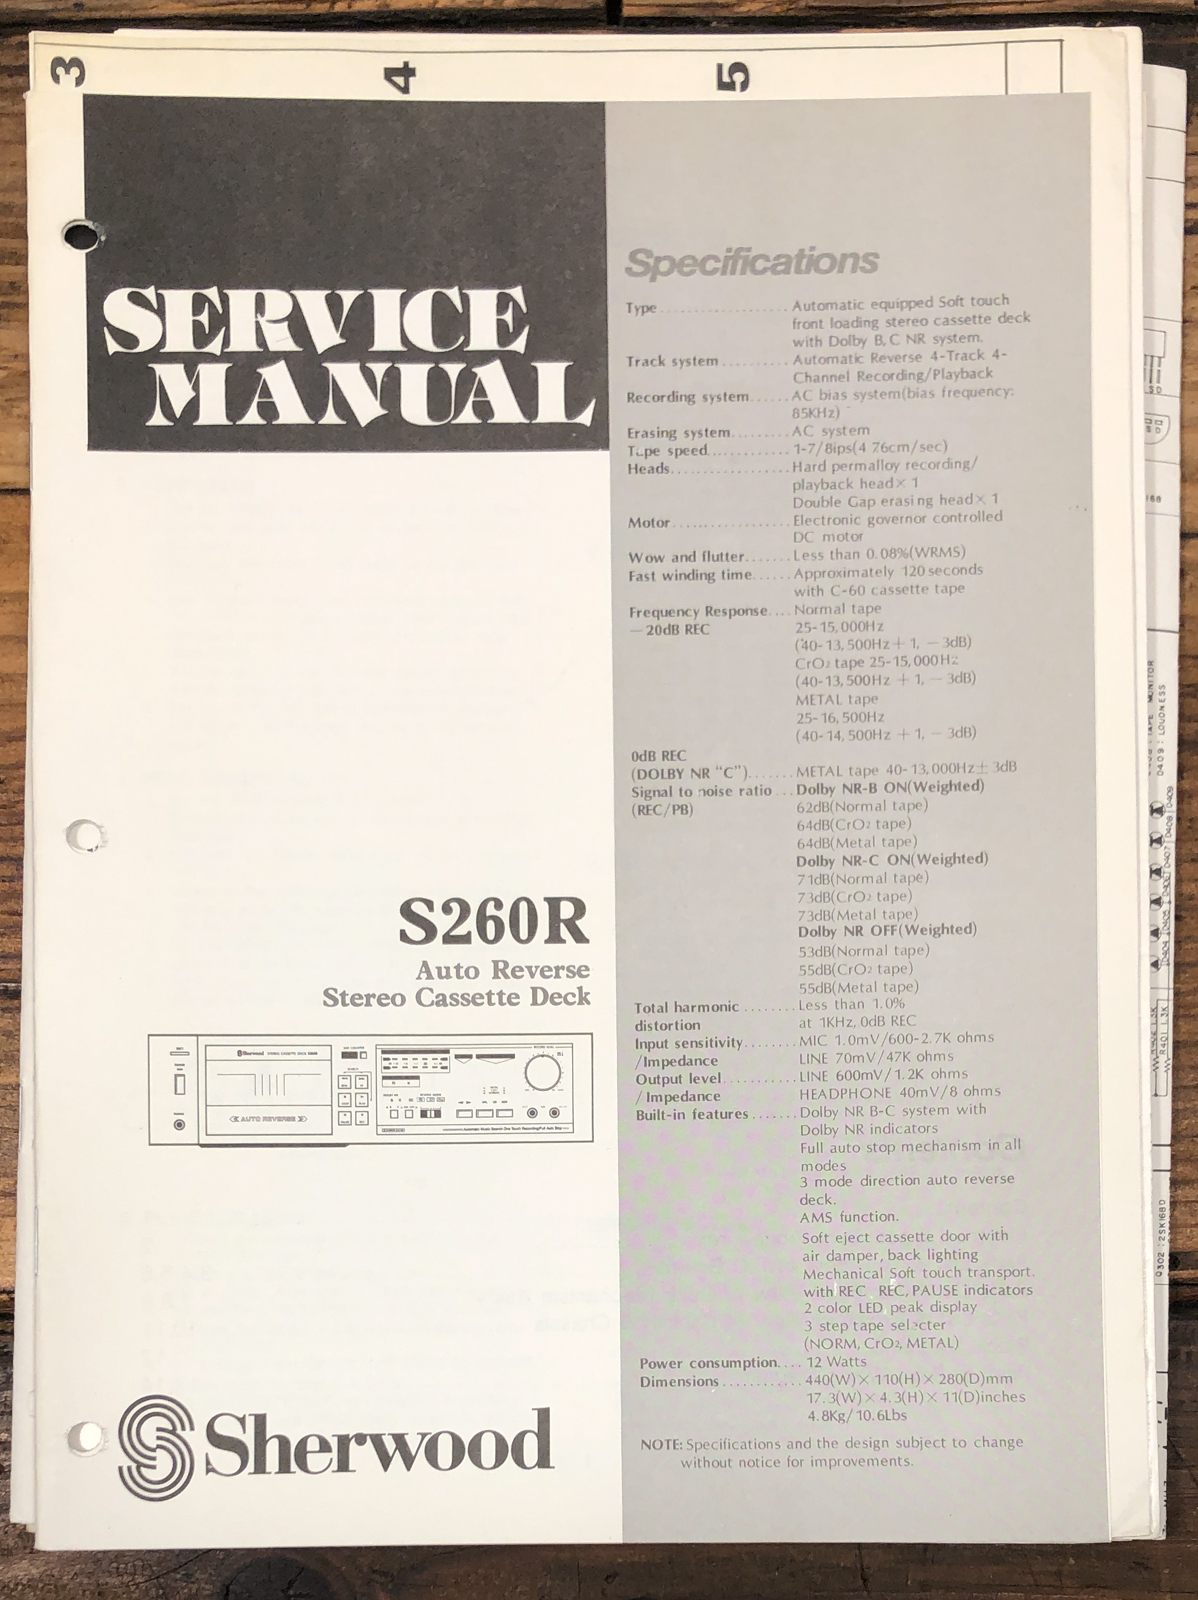 3 4 5
SERVICE
MANUAL
S260R
Auto Reverse
Stereo Cassette Deck
Sherwood
AUTO REVERSE
Sherwood
Specifications
Type .................. Automatic equipped Soft touch
front loading stereo cassette deck
with Dolby B, C NR system.
Track system .......... Automatic Reverse 4-Track 4-
Channel Recording/Playback
Recording system...... AC bias system(bias frequency:
85KHz)
Erasing system......... AC system
Tape speed............ 1-7/8ips(4 76cm/sec)
Heads................. Hard permalloy recording/
playback head× 1
Double Gap erasing head× 1
Motor ................. Electronic governor controlled
DC motor
Wow and flutter....... Less than 0.08%(WRMS)
Fast winding time...... Approximately 120 seconds
with C-60 cassette tape
Frequency Response.... Normal tape
−20dB REC 25-15,000Hz
(40-13,500Hz + 1, − 3dB)
CrO2 tape 25-15,000Hz
(40-13,500Hz + 1, − 3dB)
METAL tape
25-16,500Hz
(40-14,500Hz + 1, − 3dB)
0dB REC
(DOLBY NR “C”)....... METAL tape 40-13,000Hz± 3dB
Signal to noise ratio ... Dolby NR-B ON(Weighted)
(REC/PB) 62dB(Normal tape)
64dB(CrO2 tape)
64dB(Metal tape)
Dolby NR-C ON(Weighted)
71dB(Normal tape)
73dB(CrO2 tape)
73dB(Metal tape)
Dolby NR OFF(Weighted)
53dB(Normal tape)
55dB(CrO2 tape)
55dB(Metal tape)
Total harmonic ........ Less than 1.0%
distortion at 1KHz, 0dB REC
Input sensitivity........ MIC 1.0mV/600-2.7K ohms
/Impedance LINE 70mV/47K ohms
Output level........... LINE 600mV/1.2K ohms
/ Impedance HEADPHONE 40mV/8 ohms
Built-in features ....... Dolby NR B-C system with
Dolby NR indicators
Full auto stop mechanism in all
modes
3 mode direction auto reverse
deck.
AMS function.
Soft eject cassette door with
air damper, back lighting
Mechanical Soft touch transport.
with REC REC, PAUSE indicators
2 color LED peak display
3 step tape selecter
(NORM, CrO2, METAL)
Power consumption.... 12 Watts
Dimensions ............ 440(W)× 110(H)× 280(D)mm
17.3(W)× 4.3(H)× 11(D)inches
4.8Kg/10.6Lbs
NOTE: Specifications and the design subject to change
without notice for improvements.
D409 : LOUDNESS
Q302 : 2SK168D
R401 1.3K